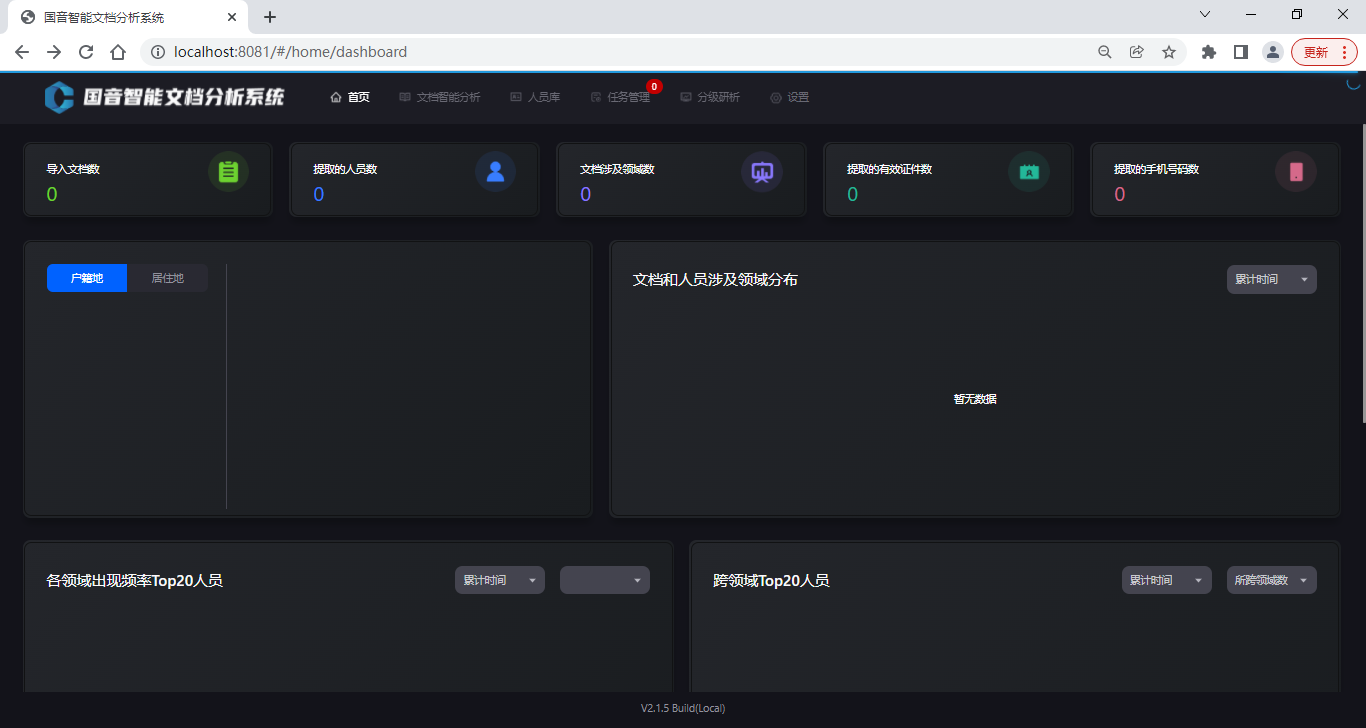 国音智能文档分析系统
localhost:8081/#/home/dashboard
更新
国音智能文档分析系统
首页
文档智能分析
人员库
任务管理
0
分级研析
设置
导入文档数
0
提取的人员数
0
文档涉及领域数
0
提取的有效证件数
0
提取的手机号码数
0
户籍地
居住地
文档和人员涉及领域分布
累计时间
暂无数据
各领域出现频率Top20人员
累计时间
跨领域Top20人员
累计时间
所跨领域数
V2.1.5 Build(Local)